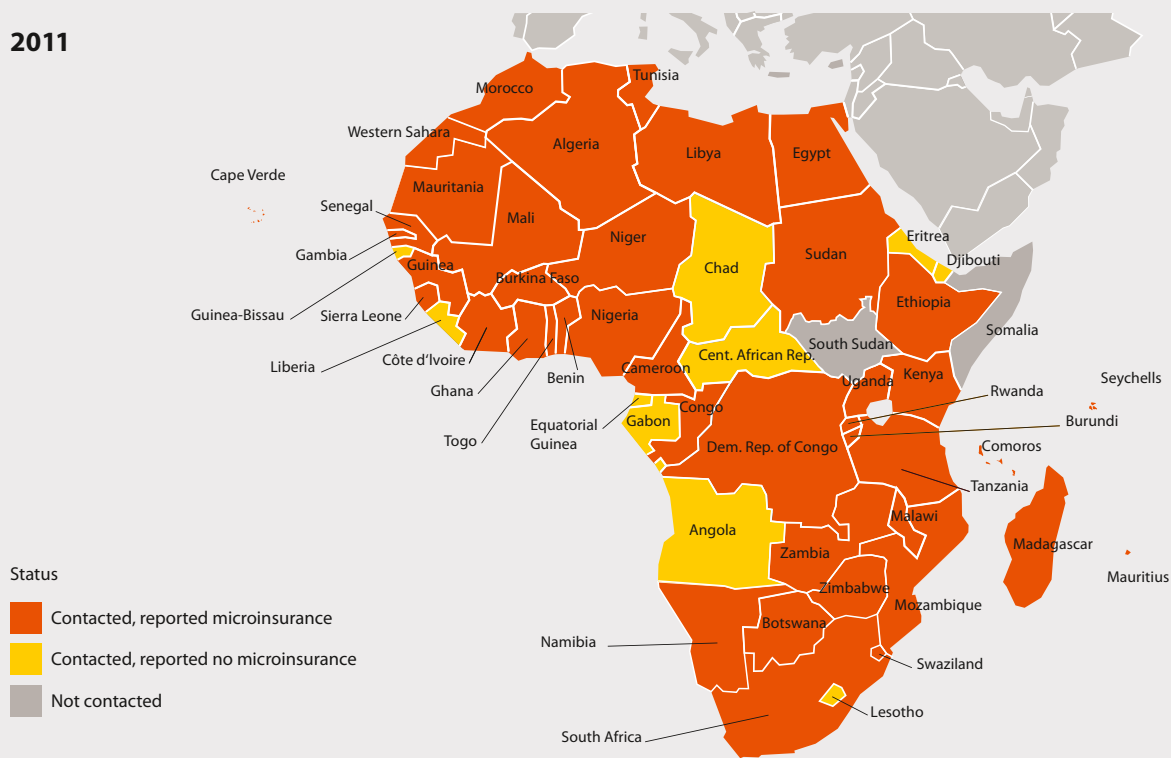 2011
Tunisia
Morocco
Western Sahara
Algeria
Libya
Egypt
Cape Verde
Mauritania
Senegal
Mali
Niger
Eritrea
Gambia
Guinea
Chad
Sudan
Djibouti
Burkina Faso
Ethiopia
Guinea-Bissau
Sierra Leone
Nigeria
Somalia
South Sudan
Liberia
Côte d‘Ivoire
Cent. African Rep.
Cameroon
Ghana
Benin
Uganda
Kenya
Rwanda
Seychells
Togo
Equatorial
Guinea
Gabon
Congo
Burundi
Dem. Rep. of Congo
Comoros
Tanzania
Angola
Malawi
Madagascar
Zambia
Mauritius
Status
Zimbabwe
Mozambique
Contacted, reported microinsurance
Botswana
Namibia
Contacted, reported no microinsurance
Swaziland
Not contacted
Lesotho
South Africa